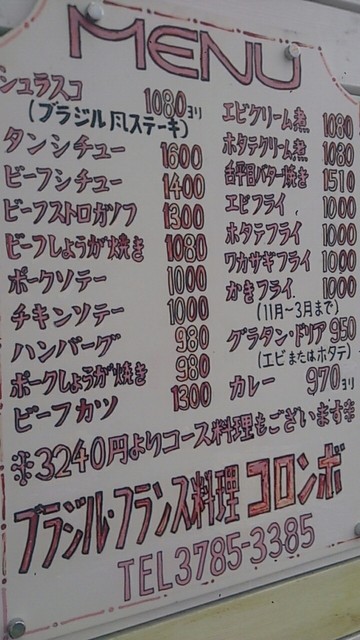 MENU
シュラスコ 1080ヨリ
(ブラジル風ステーキ)
タンシチュー 1600
ビーフシチュー 1400
ビーフストロガノフ 1300
ビーフしょうが焼き 1080
ポークソテー 1000
チキンソテー 1000
ハンバーグ 980
ポークしょうが焼き 980
ビーフカツ 1300
エビクリーム煮 1080
ホタテクリーム煮 1080
舌平目バター焼き 1510
エビフライ 1000
ホタテフライ 1000
ワカサギフライ 1000
かきフライ 1000
(11月～3月まで)
グラタン・ドリア 950
(エビまたはホタテ)
カレー 970ヨリ
※3240円よりコース料理もございます※
ブラジル・フランス料理 コロンボ
TEL3785-3385